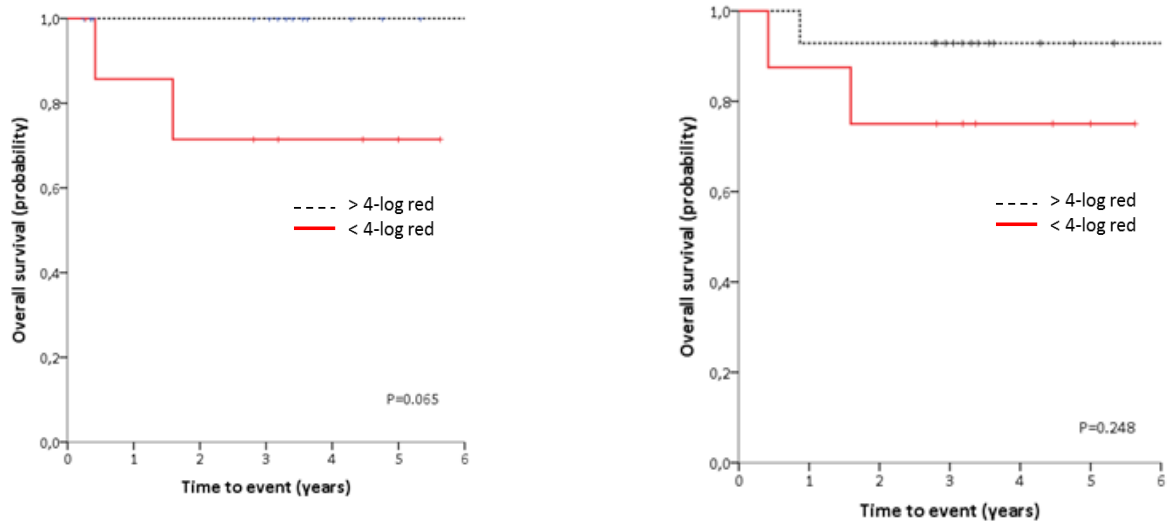 1,0
0,8
0,6
0,4
0,2
0,0
Overall survival (probability)
> 4-log red
< 4-log red
P=0.065
0 1 2 3 4 5 6
Time to event (years)
1,0
0,8
0,6
0,4
0,2
0,0
Overall survival (probability)
> 4-log red
< 4-log red
P=0.248
0 1 2 3 4 5 6
Time to event (years)